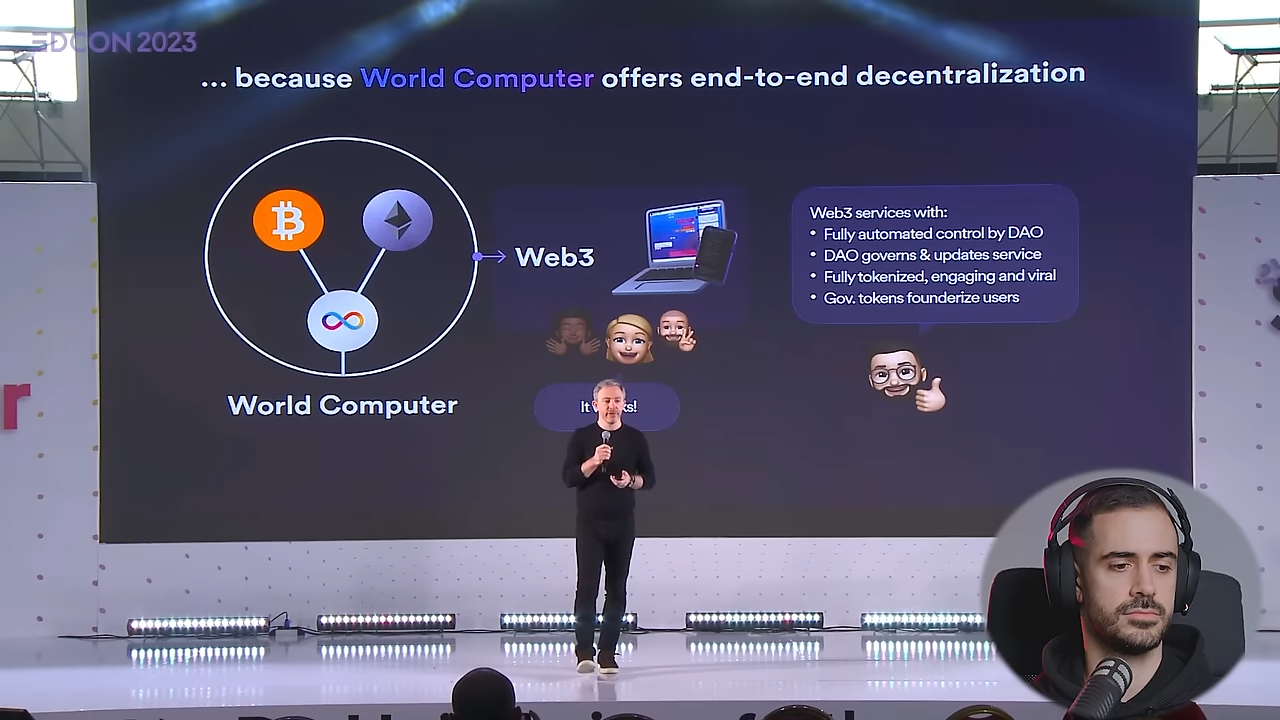 EDCON 2023
... because World Computer offers end-to-end decentralization
Web3
World Computer
It
s!
Web3 services with:
• Fully automated control by DAO
• DAO governs & updates service
• Fully tokenized, engaging and viral
• Gov. tokens founderize users
r